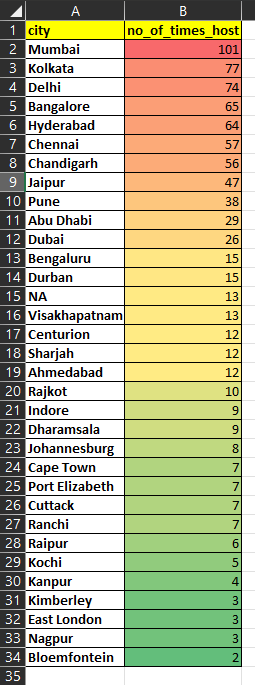 A B
1 city no_of_times_host
2 Mumbai 101
3 Kolkata 77
4 Delhi 74
5 Bangalore 65
6 Hyderabad 64
7 Chennai 57
8 Chandigarh 56
9 Jaipur 47
10 Pune 38
11 Abu Dhabi 29
12 Dubai 26
13 Bengaluru 15
14 Durban 15
15 NA 13
16 Visakhapatnam 13
17 Centurion 12
18 Sharjah 12
19 Ahmedabad 12
20 Rajkot 10
21 Indore 9
22 Dharamsala 9
23 Johannesburg 8
24 Cape Town 7
25 Port Elizabeth 7
26 Cuttack 7
27 Ranchi 7
28 Raipur 6
29 Kochi 5
30 Kanpur 4
31 Kimberley 3
32 East London 3
33 Nagpur 3
34 Bloemfontein 2
35